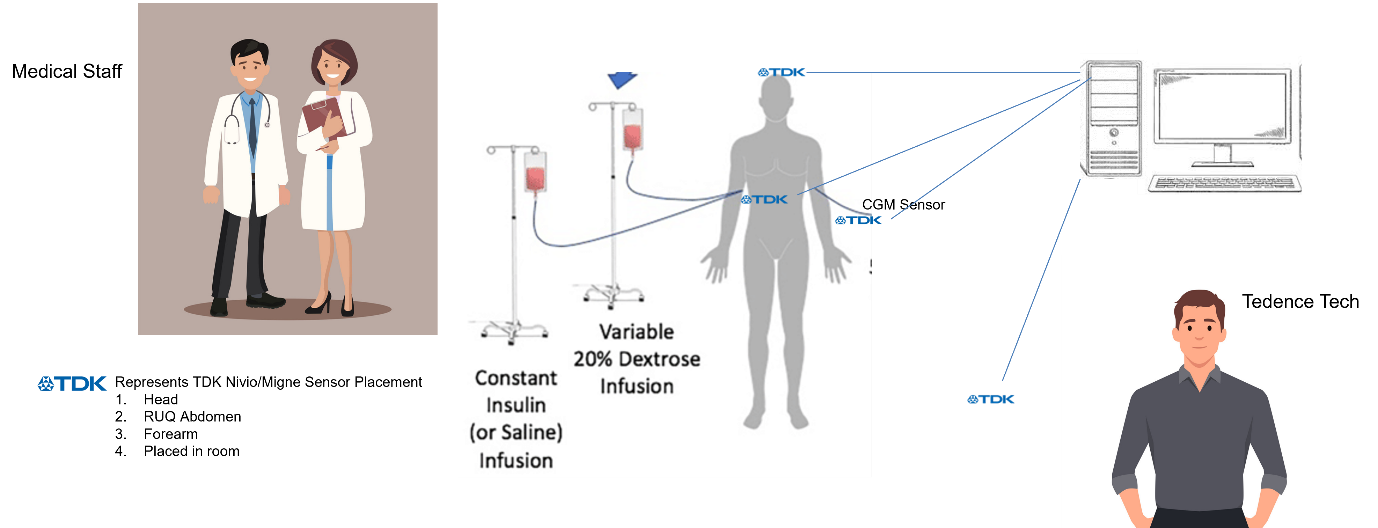 Medical Staff
TDK
TDK
CGM Sensor
TDK
Tedence Tech
Variable
20% Dextrose
Infusion
Constant
Insulin
(or Saline)
Infusion
TDK
TDK Represents TDK Nivio/Migne Sensor Placement
1. Head
2. RUQ Abdomen
3. Forearm
4. Placed in room